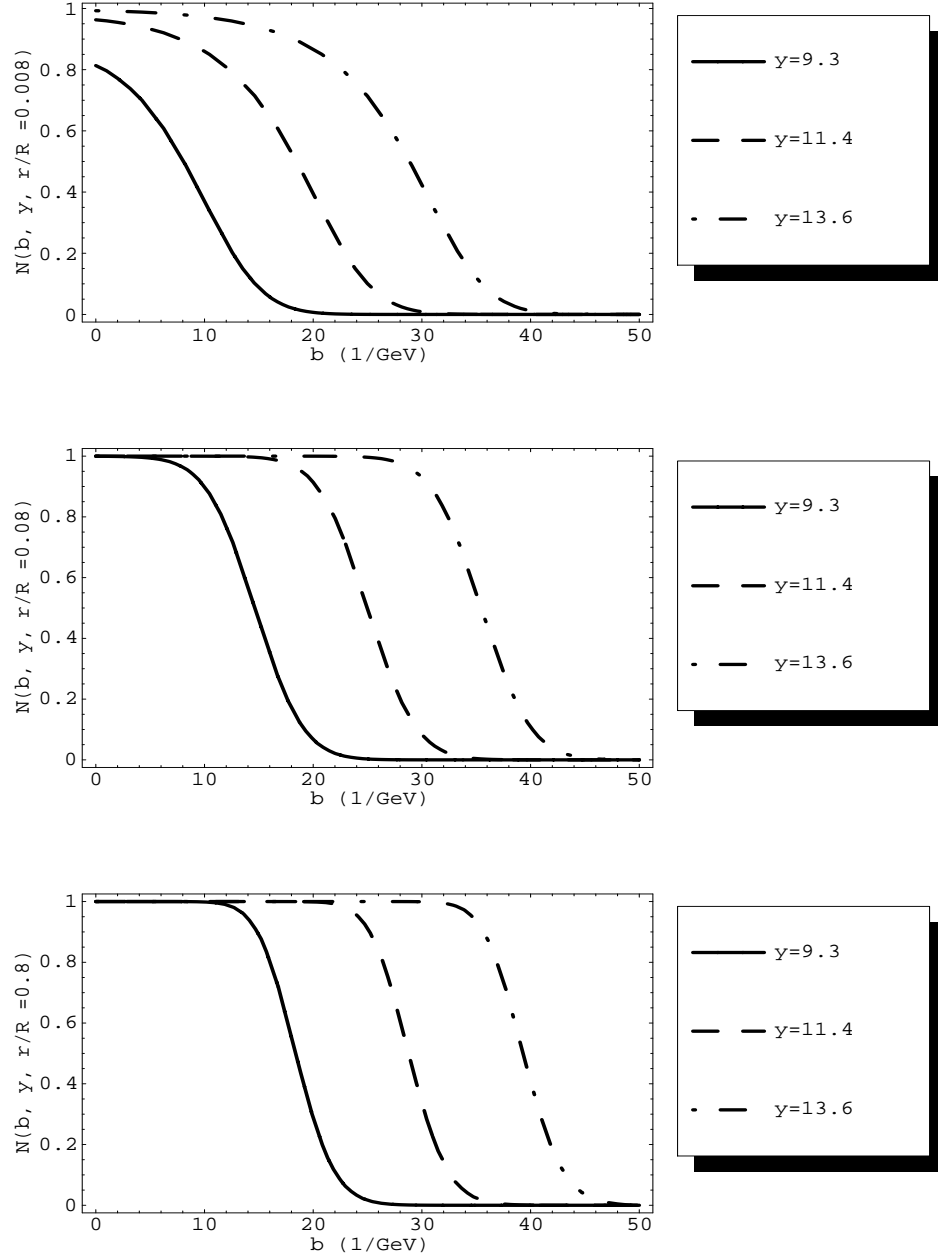 N(b, y, r/R =0.008)
1
0.8
0.6
0.4
0.2
0
0 10 20 30 40 50
b (1/GeV)
y=9.3
y=11.4
y=13.6
N(b, y, r/R =0.08)
1
0.8
0.6
0.4
0.2
0
0 10 20 30 40 50
b (1/GeV)
y=9.3
y=11.4
y=13.6
N(b, y, r/R =0.8)
1
0.8
0.6
0.4
0.2
0
0 10 20 30 40 50
b (1/GeV)
y=9.3
y=11.4
y=13.6